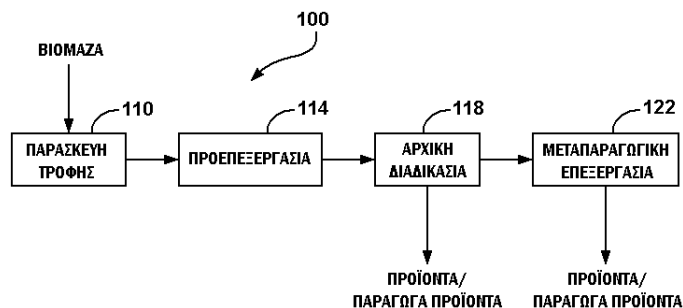 100
ΒΙΟΜΑΖΑ
110
114
118
122
ΠΑΡΑΣΚΕΥΗ
ΤΡΟΦΗΣ
ΠΡΟΕΠΕΞΕΡΓΑΣΙΑ
ΑΡΧΙΚΗ
ΔΙΑΔΙΚΑΣΙΑ
ΜΕΤΑΠΑΡΑΓΩΓΙΚΗ
ΕΠΕΞΕΡΓΑΣΙΑ
ΠΡΟΪΟΝΤΑ/
ΠΑΡΑΓΩΓΑ ΠΡΟΪΟΝΤΑ
ΠΡΟΪΟΝΤΑ/
ΠΑΡΑΓΩΓΑ ΠΡΟΪΟΝΤΑ